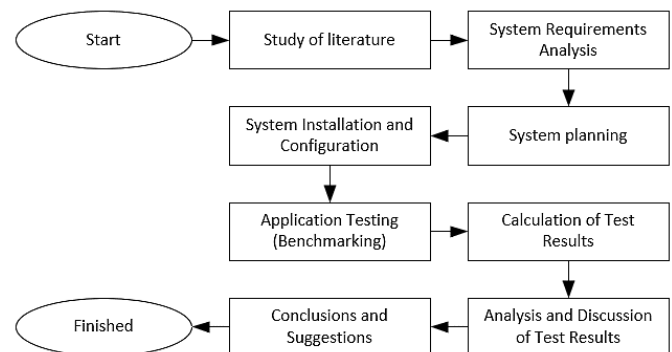 Start
Study of literature
System Requirements
Analysis
System planning
System Installation and
Configuration
Application Testing
(Benchmarking)
Calculation of Test
Results
Analysis and Discussion
of Test Results
Conclusions and
Suggestions
Finished